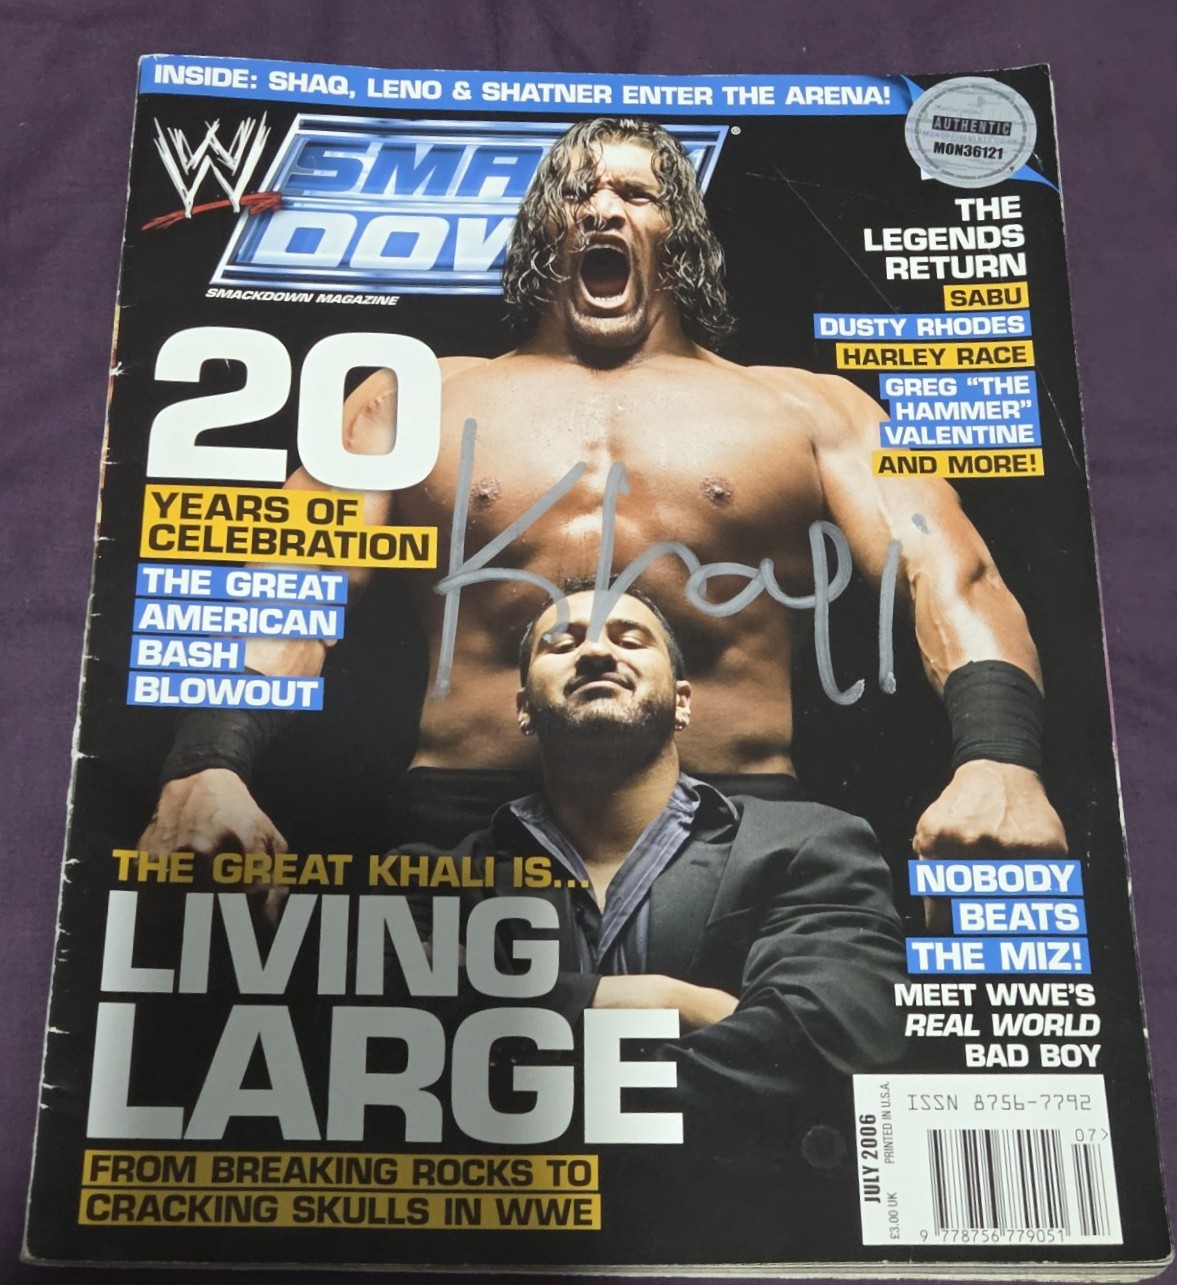 INSIDE: SHAQ, LENO & SHATNER ENTER THE ARENA!
AUTHENTIC
MON36121
W
SMA
DOW
®
SMACKDOWN MAGAZINE
THE
LEGENDS
RETURN
SABU
DUSTY RHODES
HARLEY RACE
GREG "THE
HAMMER"
VALENTINE
AND MORE!
20
YEARS OF
CELEBRATION
THE GREAT
AMERICAN
BASH
BLOWOUT
Khali
THE GREAT KHALI IS...
LIVING
LARGE
FROM BREAKING ROCKS TO
CRACKING SKULLS IN WWE
NOBODY
BEATS
THE MIZ!
MEET WWE'S
REAL WORLD
BAD BOY
ISSN 8756-7792
07>
JULY 2006
PRINTED IN U.S.A.
£3.00 UK
9 778756 779051